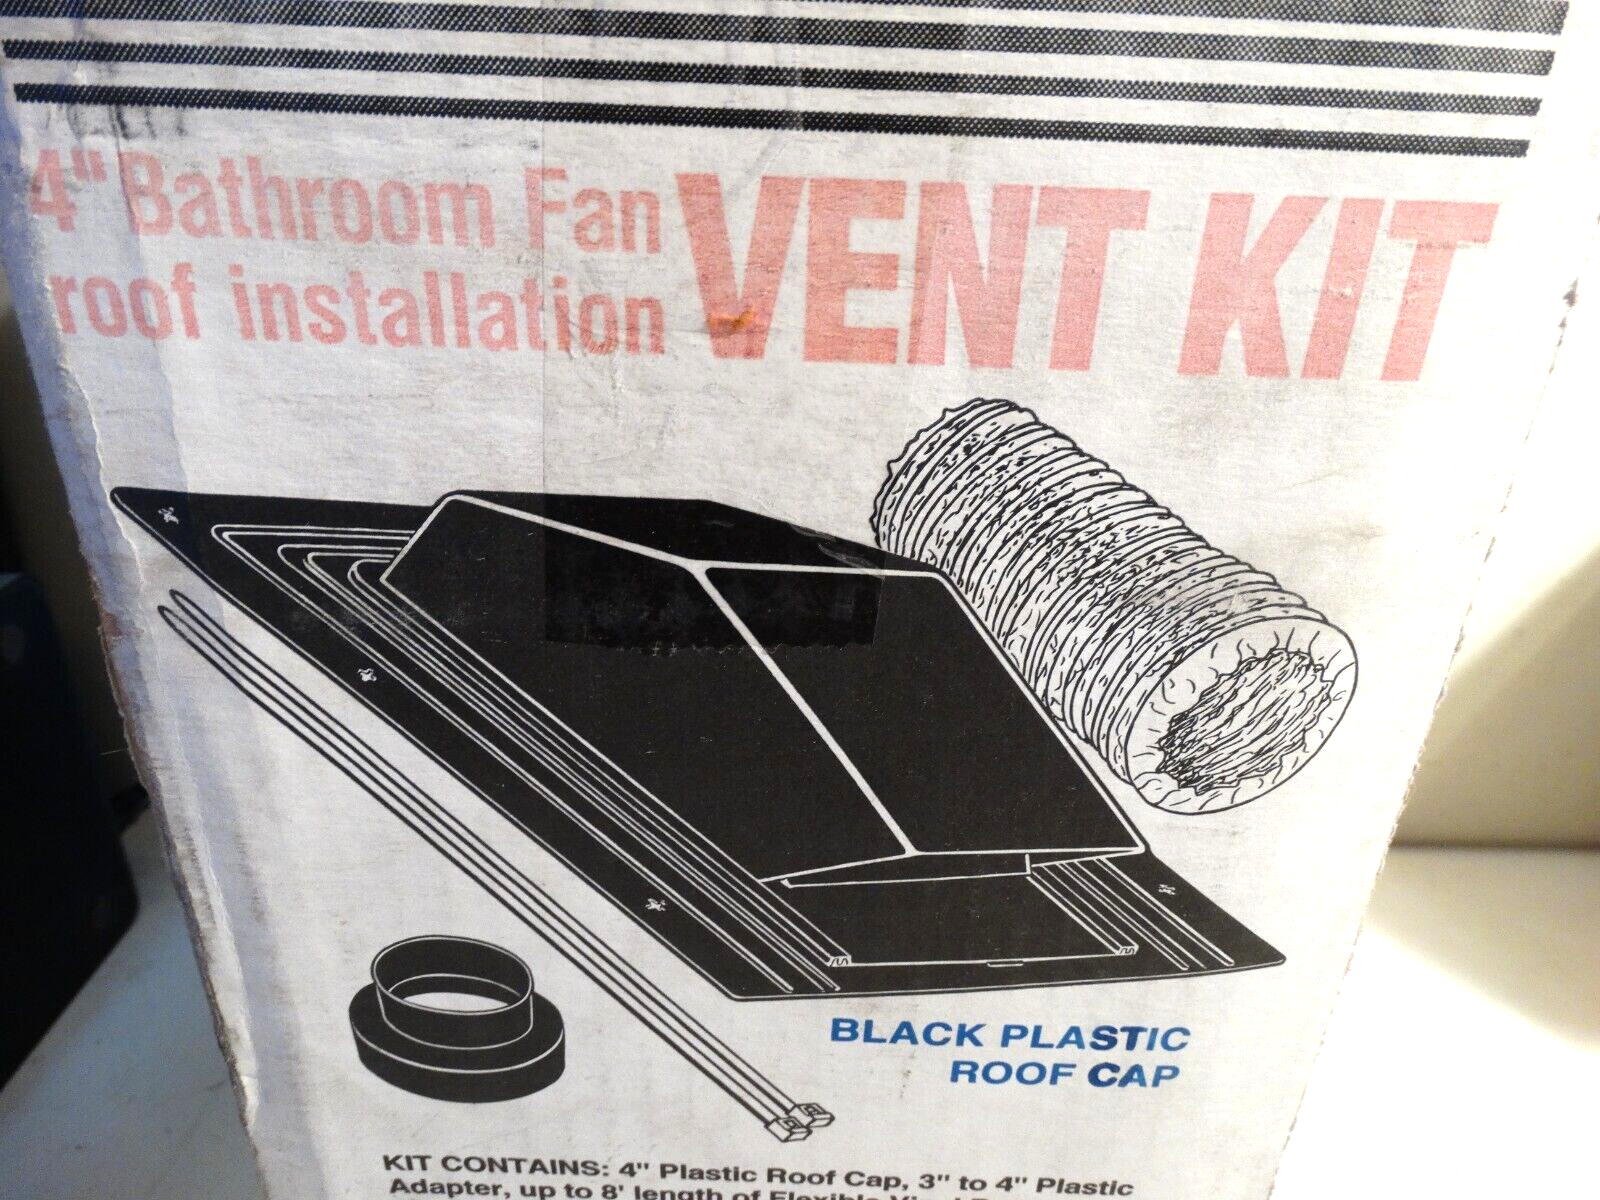 4" Bathroom Fan
roof installation
VENT KIT
BLACK PLASTIC
ROOF CAP
KIT CONTAINS: 4" Plastic Roof Cap, 3" to 4" Plastic
Adapter, up to 8' length of Flexible Vinyl